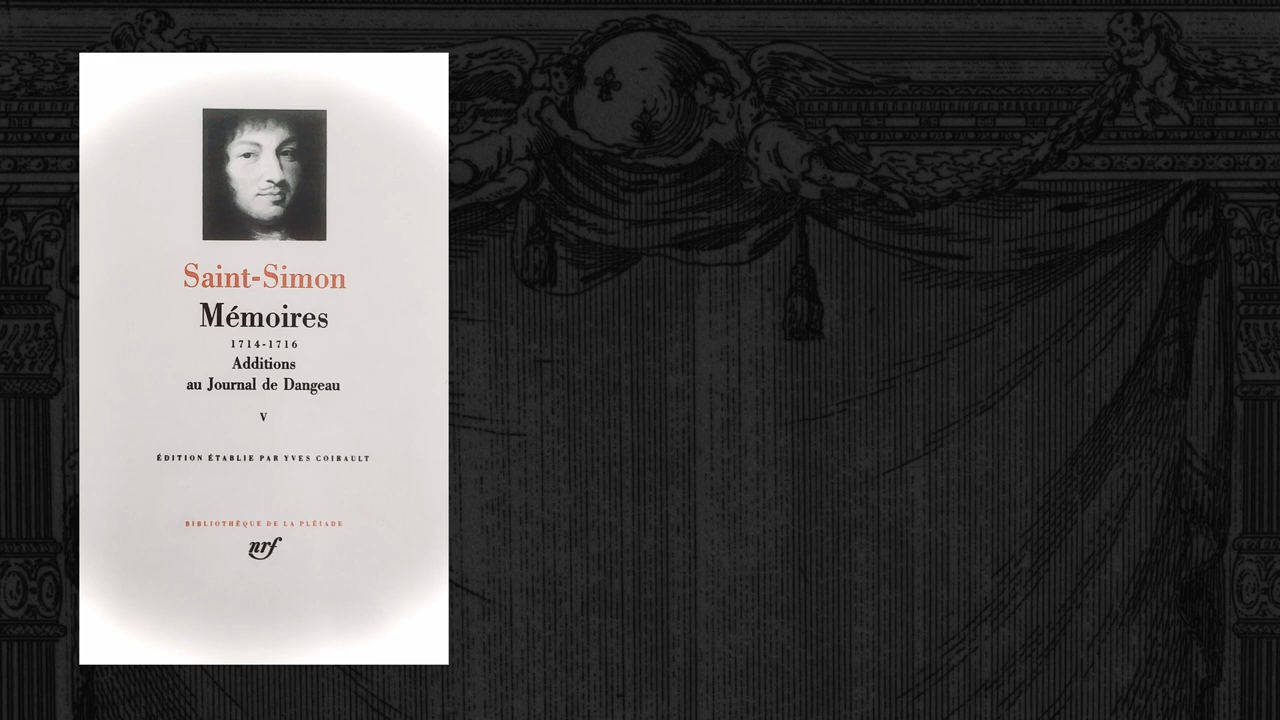 Saint-Simon
Mémoires
1714-1716
Additions
au Journal de Dangeau
V
ÉDITION ÉTABLIE PAR YVES COIRAULT
BIBLIOTHÈQUE DE LA PLÉIADE
nrf